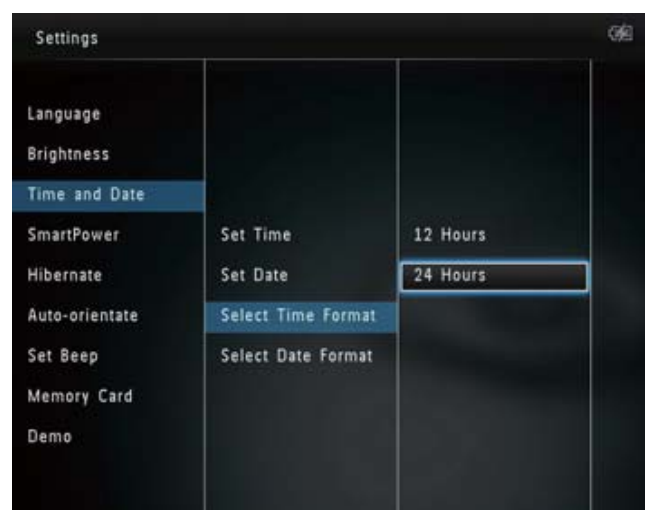 Settings
Language
Brightness
Time and Date
SmartPower
Hibernate
Auto-orientate
Set Beep
Memory Card
Demo
Set Time
Set Date
Select Time Format
Select Date Format
12 Hours
24 Hours